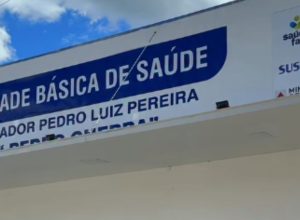 ADE BÁSICA DE SAÚDE
ADOR PEDRO LUIZ PEREIRA
SUS